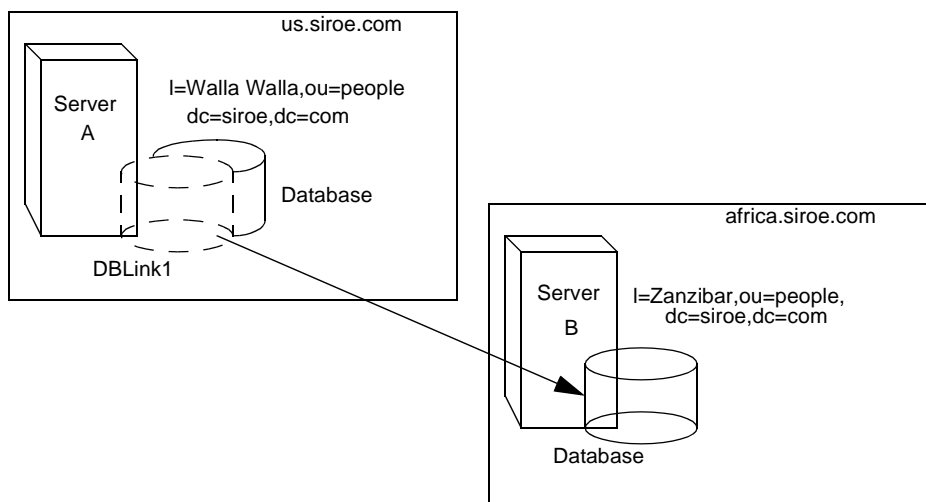 us.siroe.com
Server
A
l=Walla Walla,ou=people
dc=siroe,dc=com
Database
DBLink1
africa.siroe.com
Server
B
l=Zanzibar,ou=people,
dc=siroe,dc=com
Database